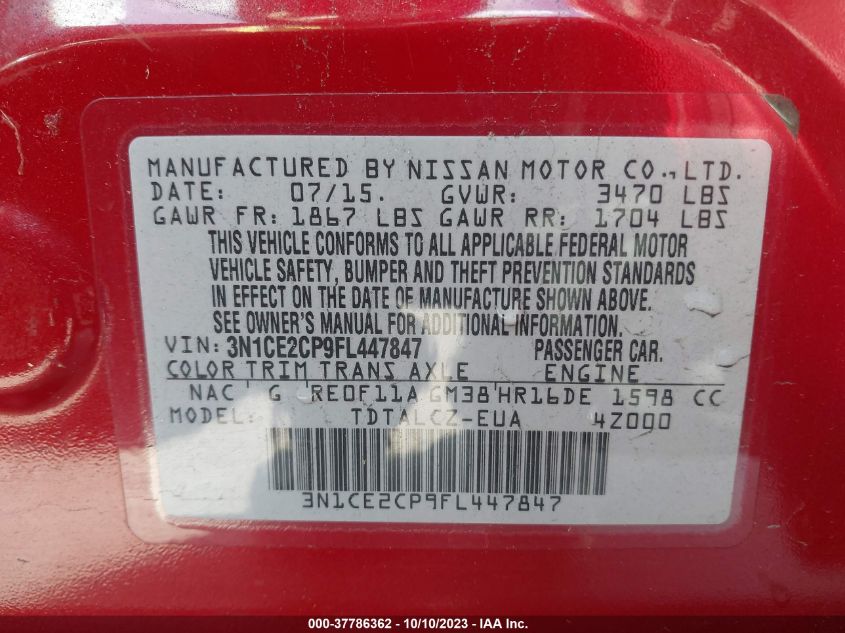 MANUFACTURED BY NISSAN MOTOR CO.,LTD.
DATE: 07/15. GVWR: 3470 LBS
GAWR FR: 1867 LBS GAWR RR: 1704 LBS
THIS VEHICLE CONFORMS TO ALL APPLICABLE FEDERAL MOTOR
VEHICLE SAFETY, BUMPER AND THEFT PREVENTION STANDARDS
IN EFFECT ON THE DATE OF MANUFACTURE SHOWN ABOVE.
SEE OWNER'S MANUAL FOR ADDITIONAL INFORMATION.
VIN: 3N1CE2CP9FL447847 PASSENGER CAR.
COLOR TRIM TRANS AXLE ENGINE
NAC G RE0F11A GM38 HR16DE 1598 CC
MODEL: TDTALCZ-EUA 4Z000
3N1CE2CP9FL447847
000-37786362 - 10/10/2023 - IAA Inc.